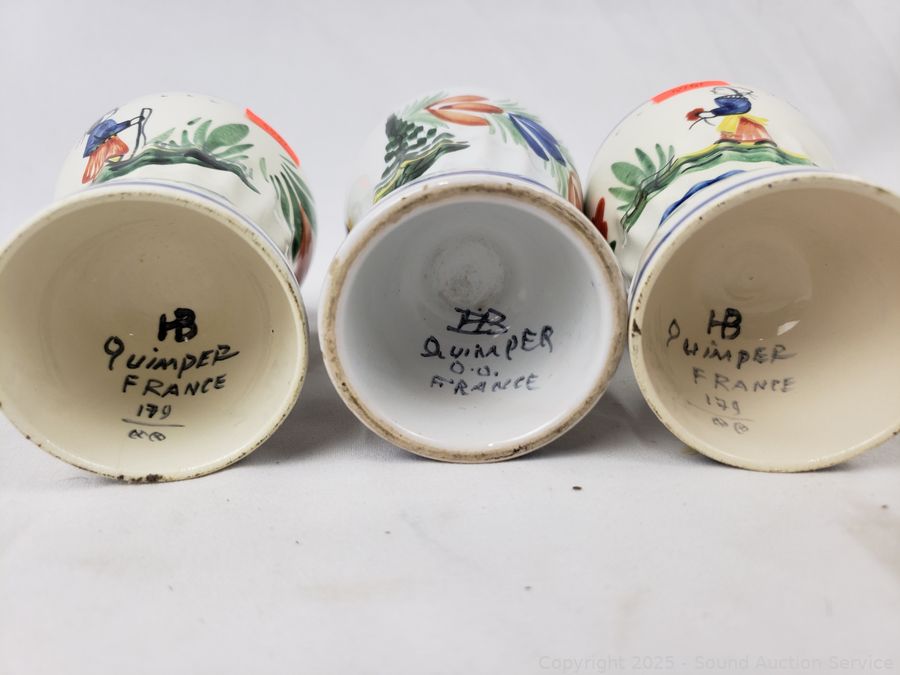 HB
QUIMPER
FRANCE
179
HB
QUIMPER
O.U.
FRANCE
HB
QUIMPER
FRANCE
179
Copyright 2025 - Sound Auction Service